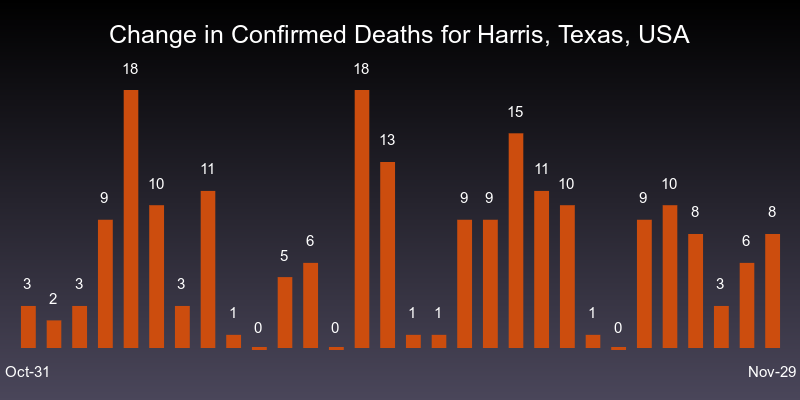 Change in Confirmed Deaths for Harris, Texas, USA
3 2 3 9 18 10 3 11 1 0 5 6 0 18 13 1 1 9 9 15 11 10 1 0 9 10 8 3 6 8
Oct-31 Nov-29